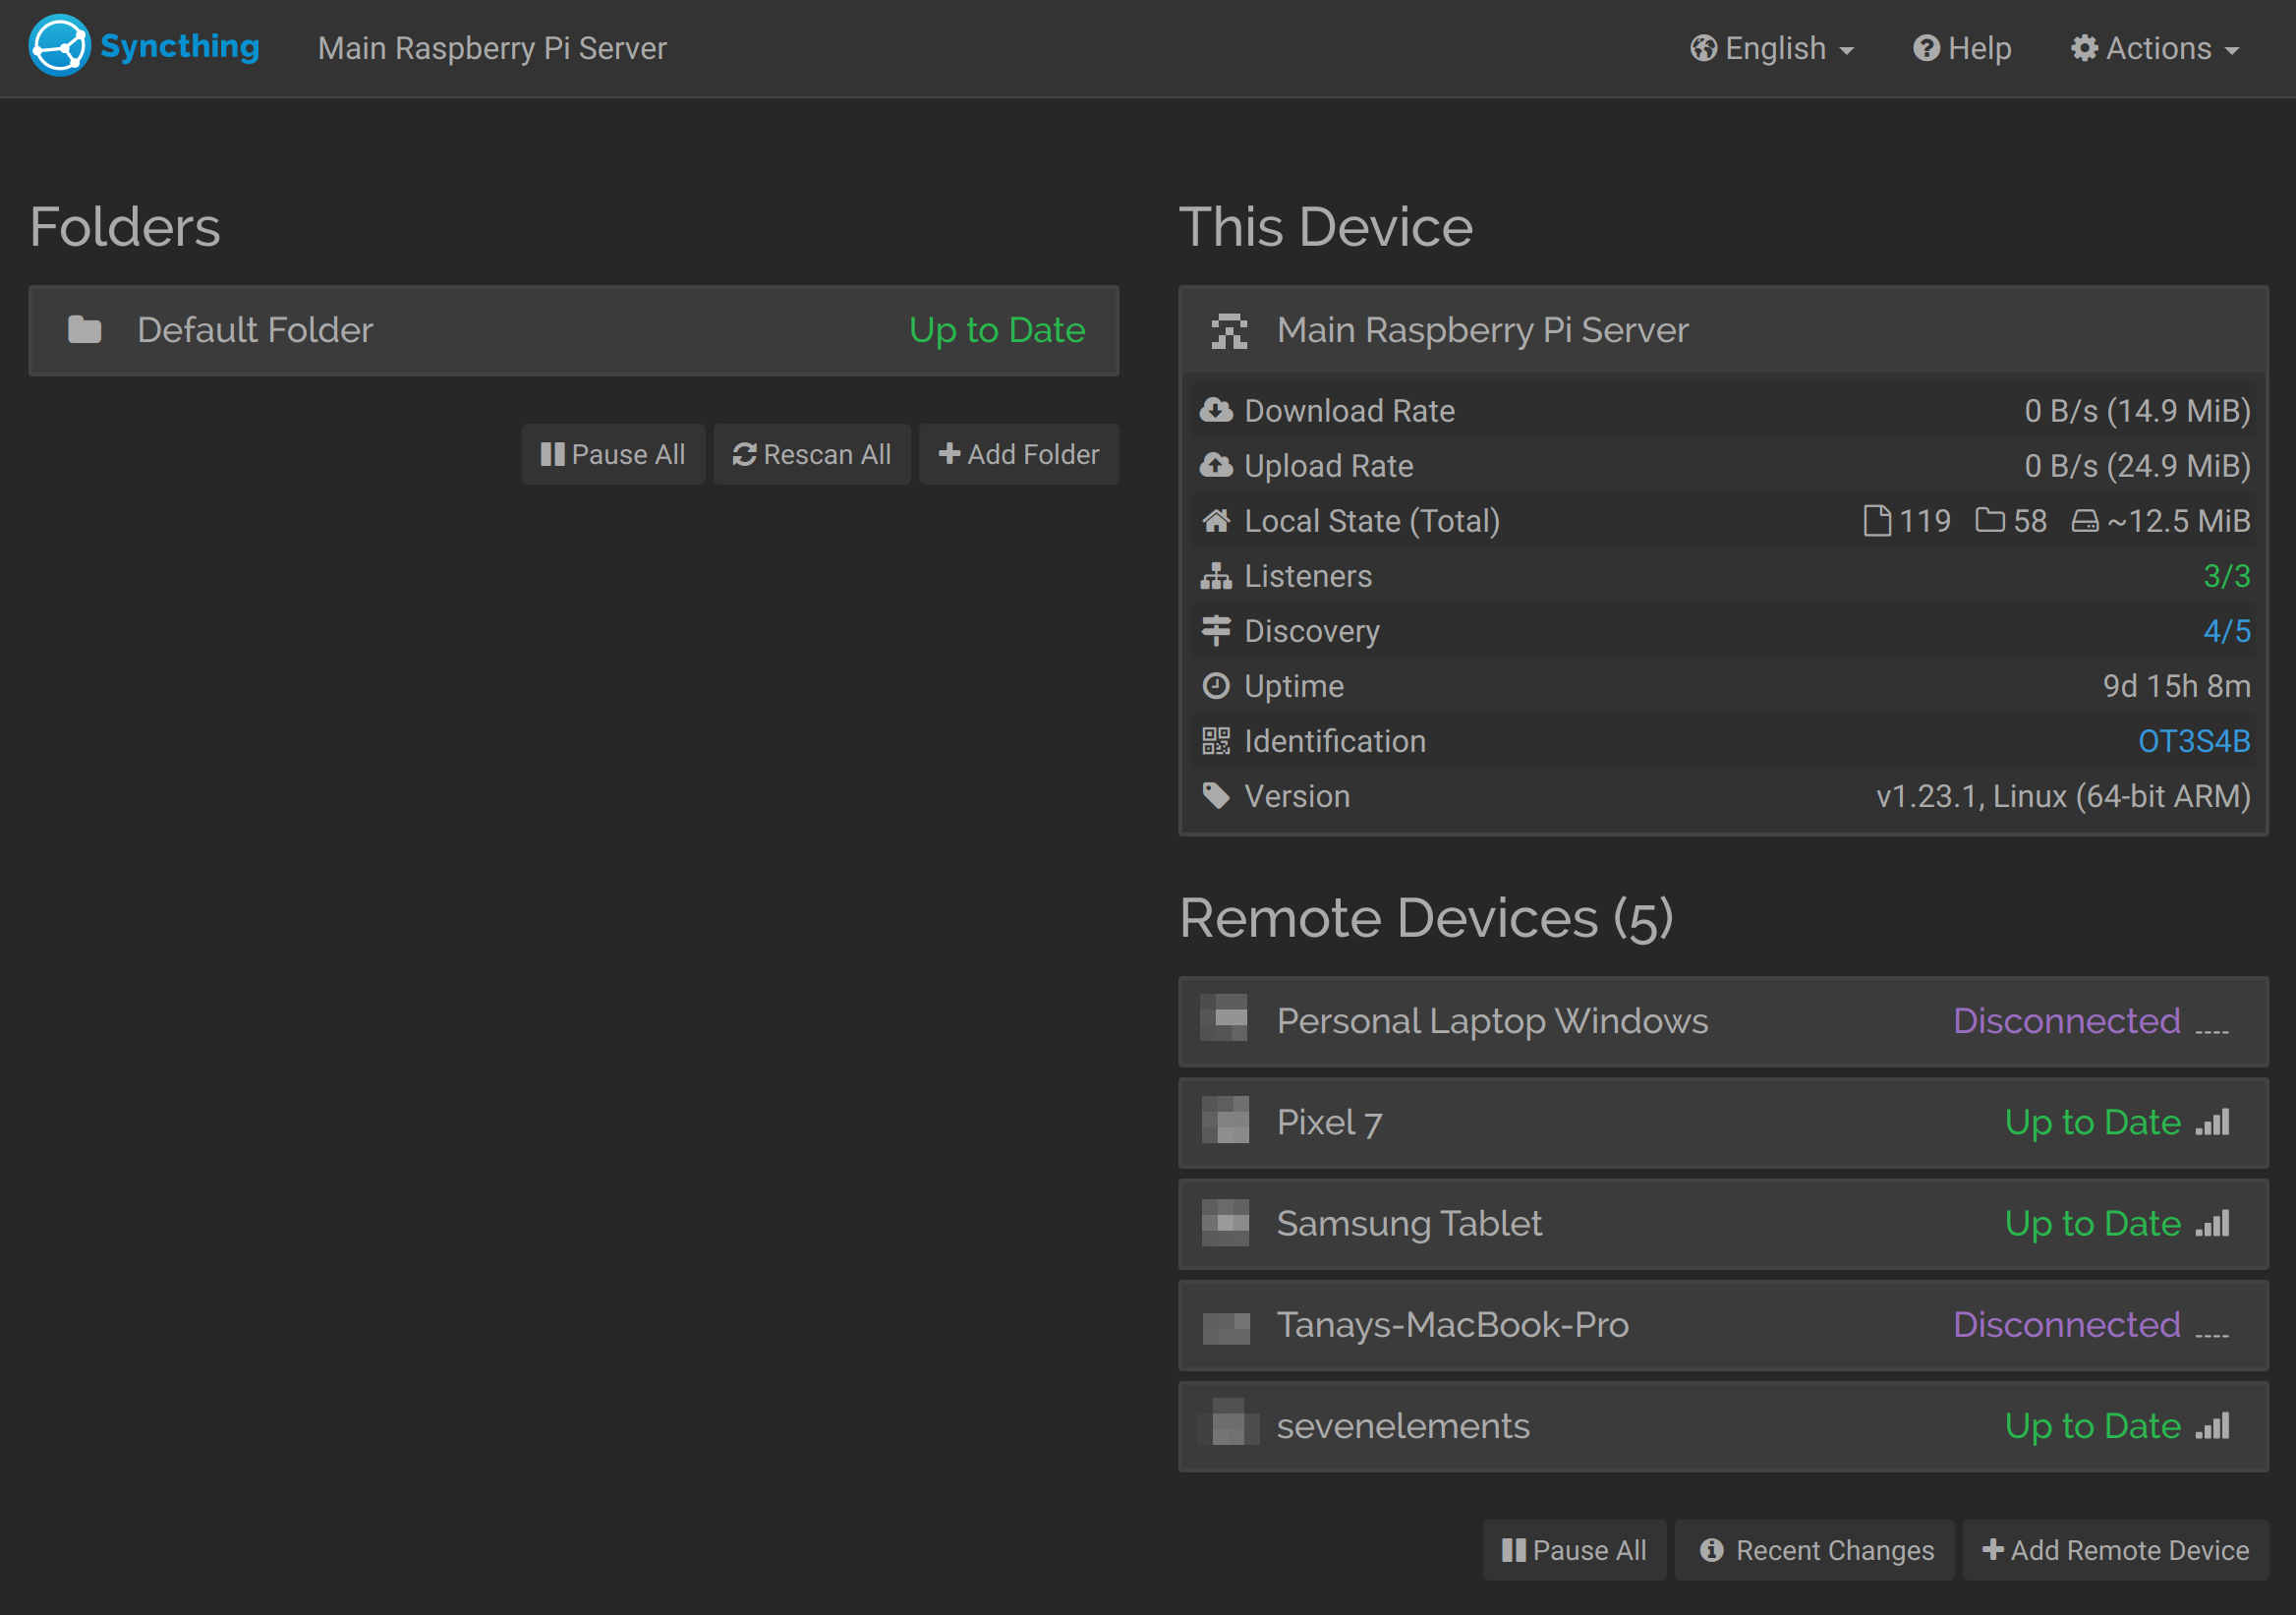 Syncthing Main Raspberry Pi Server English Help Actions
Folders
Default Folder Up to Date
Pause All Rescan All Add Folder
This Device
Main Raspberry Pi Server
Download Rate 0 B/s (14.9 MiB)
Upload Rate 0 B/s (24.9 MiB)
Local State (Total) 119 58 ~12.5 MiB
Listeners 3/3
Discovery 4/5
Uptime 9d 15h 8m
Identification OT3S4B
Version v1.23.1, Linux (64-bit ARM)
Remote Devices (5)
Personal Laptop Windows Disconnected
Pixel 7 Up to Date
Samsung Tablet Up to Date
Tanays-MacBook-Pro Disconnected
sevenelements Up to Date
Pause All Recent Changes Add Remote Device